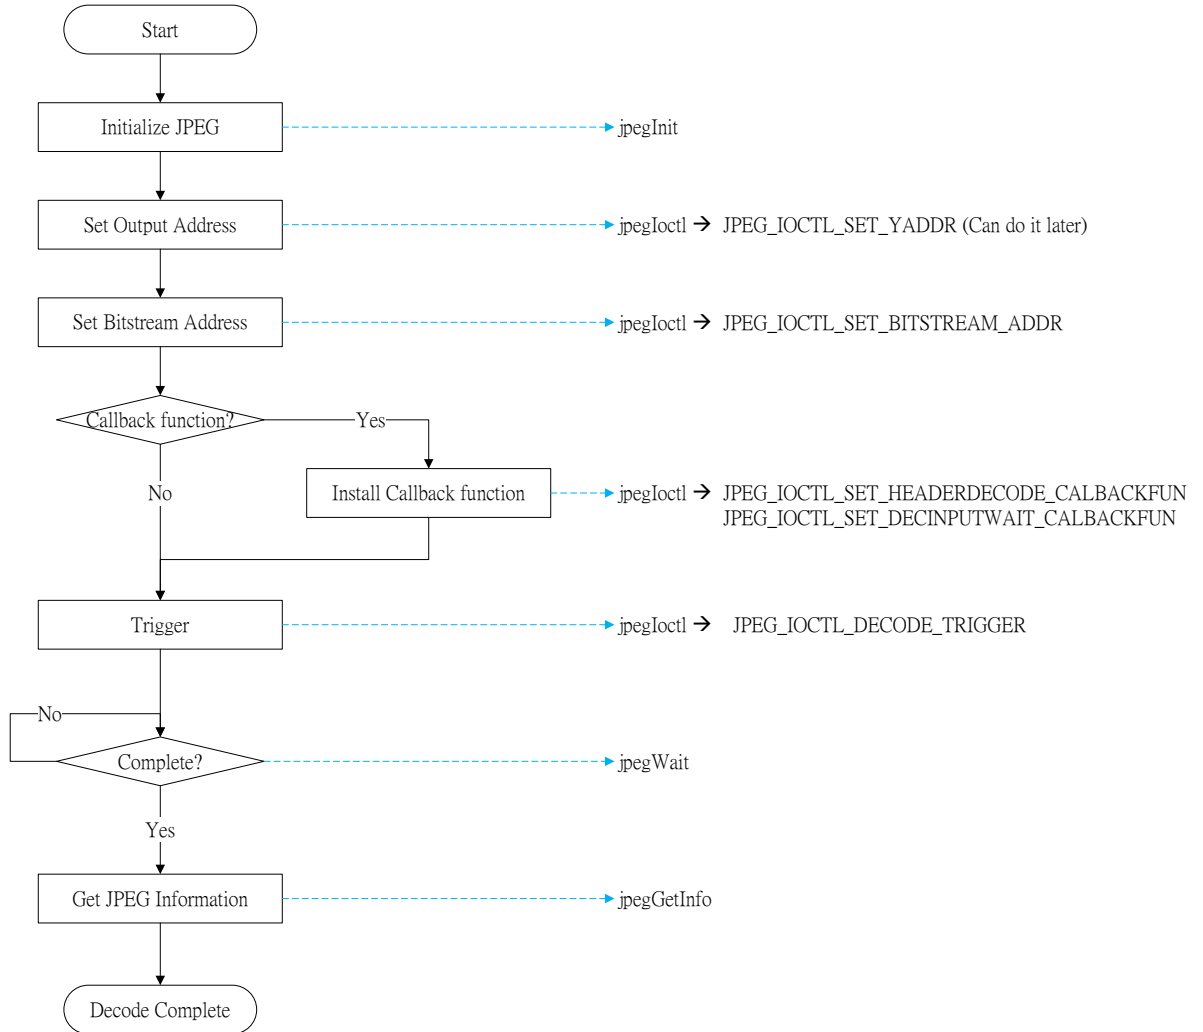 Start
Initialize JPEG
jpegInit
Set Output Address
jpegIoctl → JPEG_IOCTL_SET_YADDR (Can do it later)
Set Bitstream Address
jpegIoctl → JPEG_IOCTL_SET_BITSTREAM_ADDR
Callback function?
Yes
No
Install Callback function
jpegIoctl → JPEG_IOCTL_SET_HEADERDECODE_CALBACKFUN
JPEG_IOCTL_SET_DECINPUTWAIT_CALBACKFUN
Trigger
jpegIoctl → JPEG_IOCTL_DECODE_TRIGGER
No
Complete?
jpegWait
Yes
Get JPEG Information
jpegGetInfo
Decode Complete